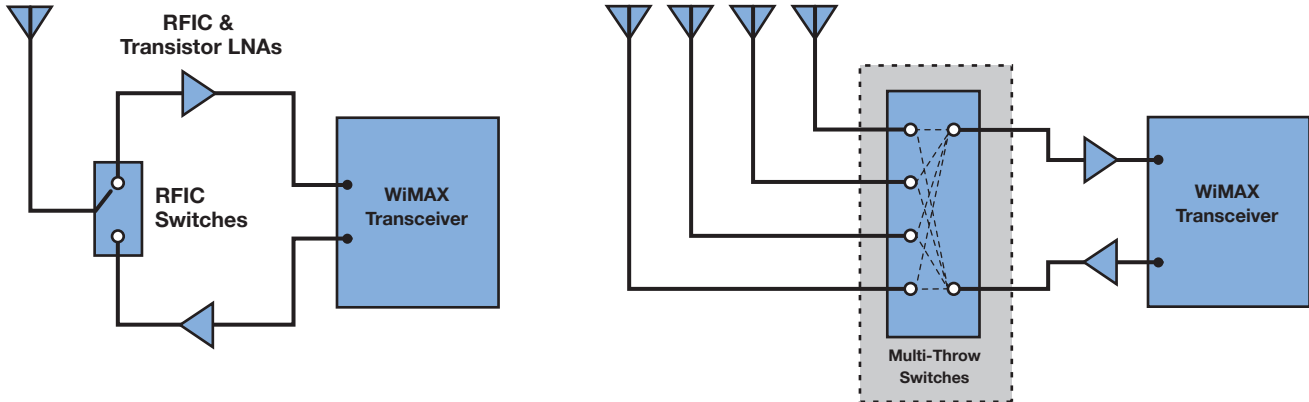 RFIC &
Transistor LNAs
RFIC
Switches
WiMAX
Transceiver
Multi-Throw
Switches
WiMAX
Transceiver